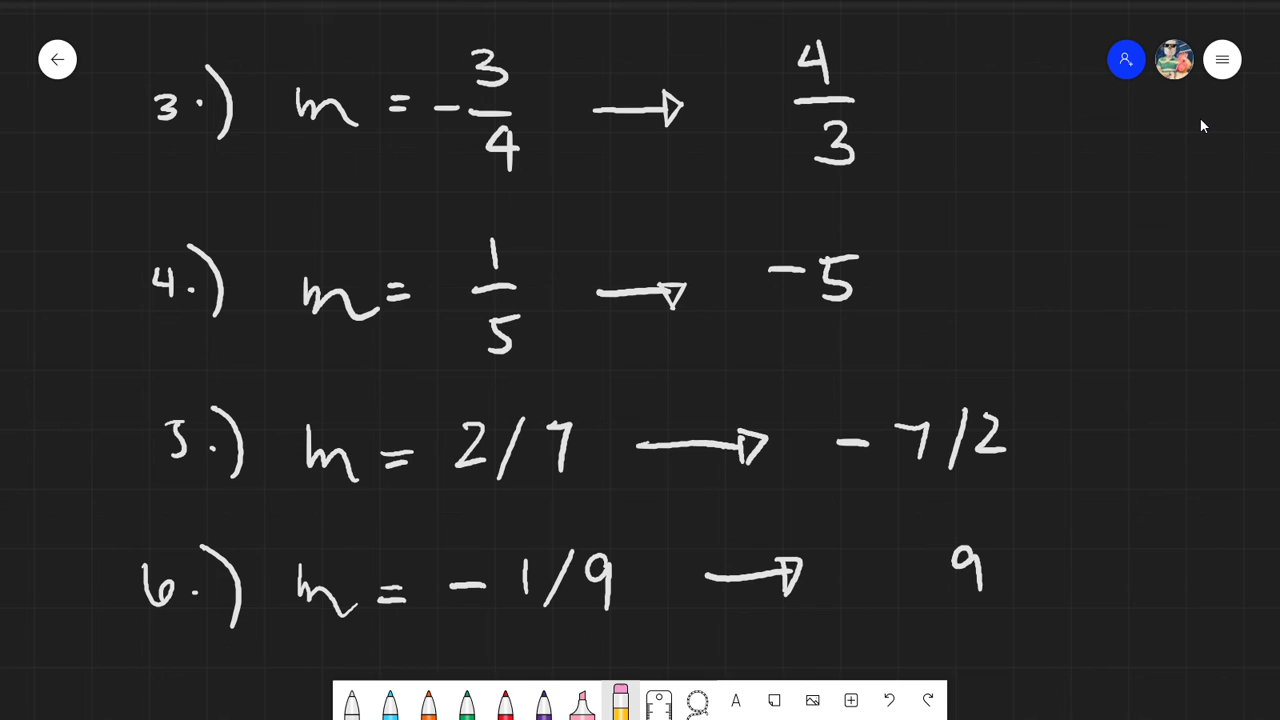 3.) m = -3/4 → 4/3
4.) m = 1/5 → -5
5.) m = 2/7 → -7/2
6.) m = -1/9 → 9
A